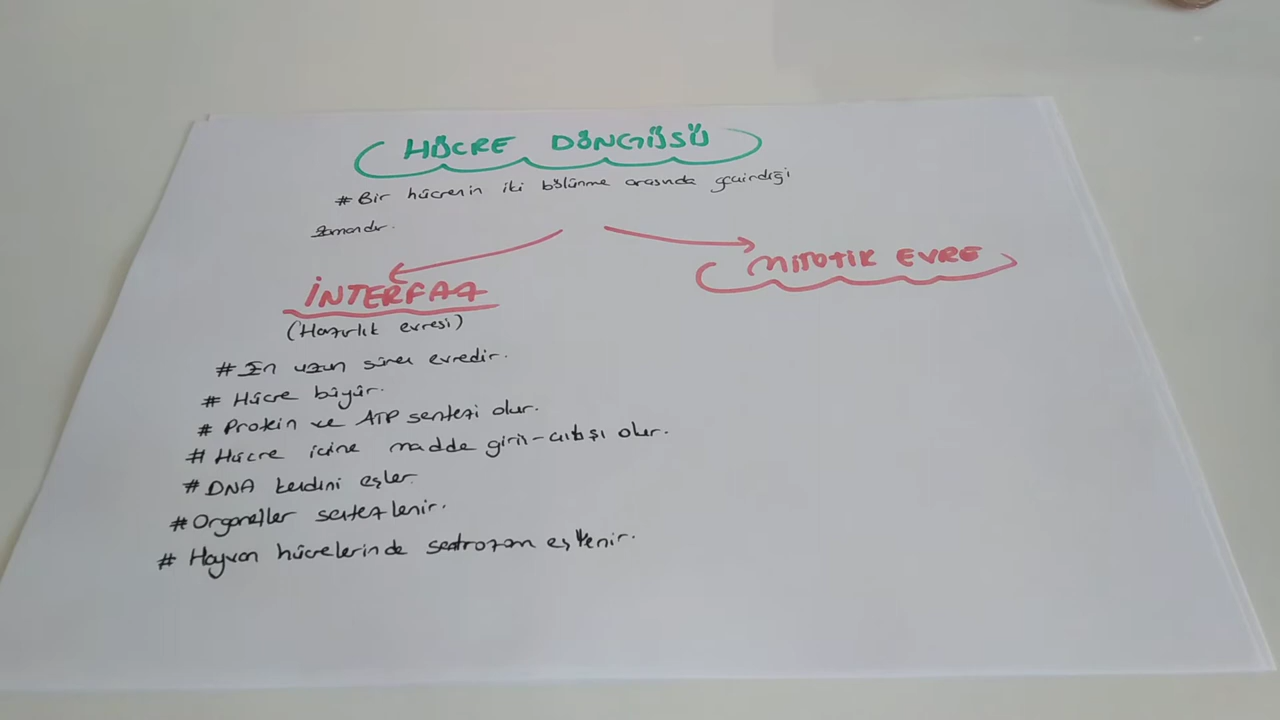 HÜCRE DÖNGÜSÜ
# Bir hücrenin iki bölünme arasında geçirdiği
zamandır.
İNTERFAZ
MİTOTİK EVRE
(Hazırlık evresi)
# En uzun süren evredir.
# Hücre büyür.
# Protein ve ATP sentezi olur.
# Hücre içine madde giriş-çıkışı olur.
# DNA kendini eşler.
# Organeller sentezlenir.
# Hayvan hücrelerinde sentrozom eşlenir.